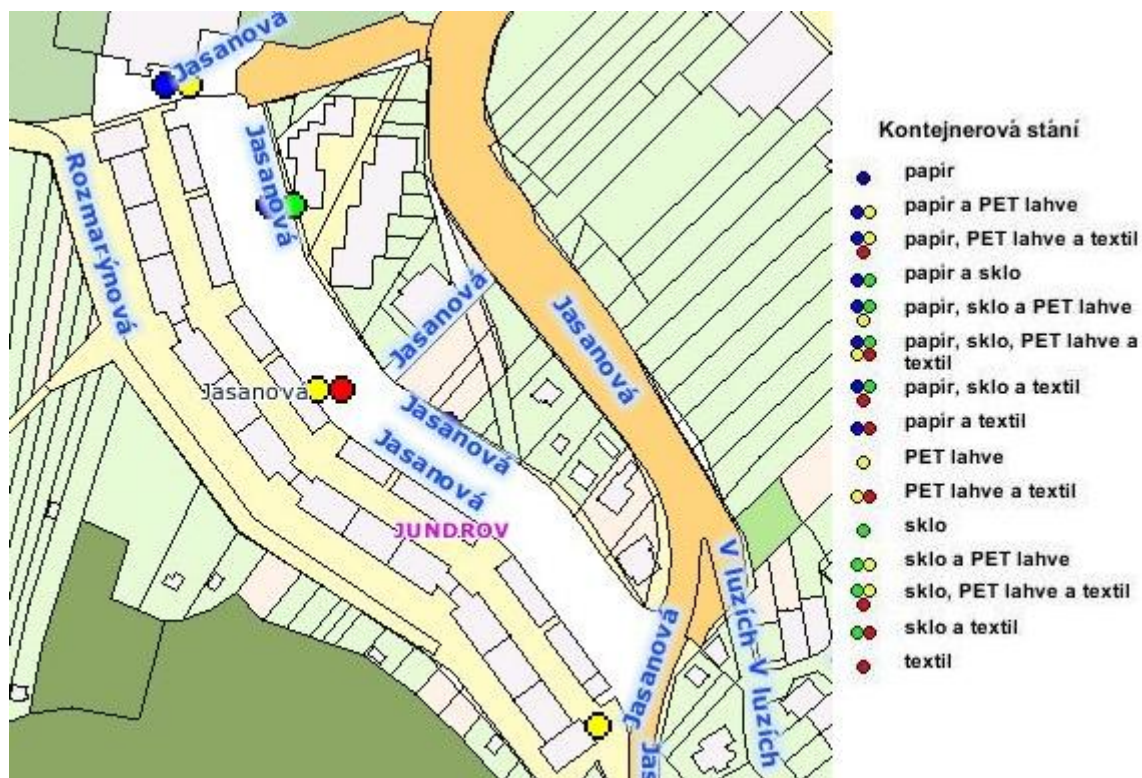 Jasanová
Jasanová
Rozmarýnová
Jasanová
Jasanová
Jasanová
Jasanová
Jasanová
JUNDROV
V luzích
V luzích
Jasanová
Jas
Kontejnerová stání
papir
papir a PET lahve
papir, PET lahve a textil
papir a sklo
papir, sklo a PET lahve
papir, sklo, PET lahve a
textil
papir, sklo a textil
papir a textil
PET lahve
PET lahve a textil
sklo
sklo a PET lahve
sklo, PET lahve a textil
sklo a textil
textil